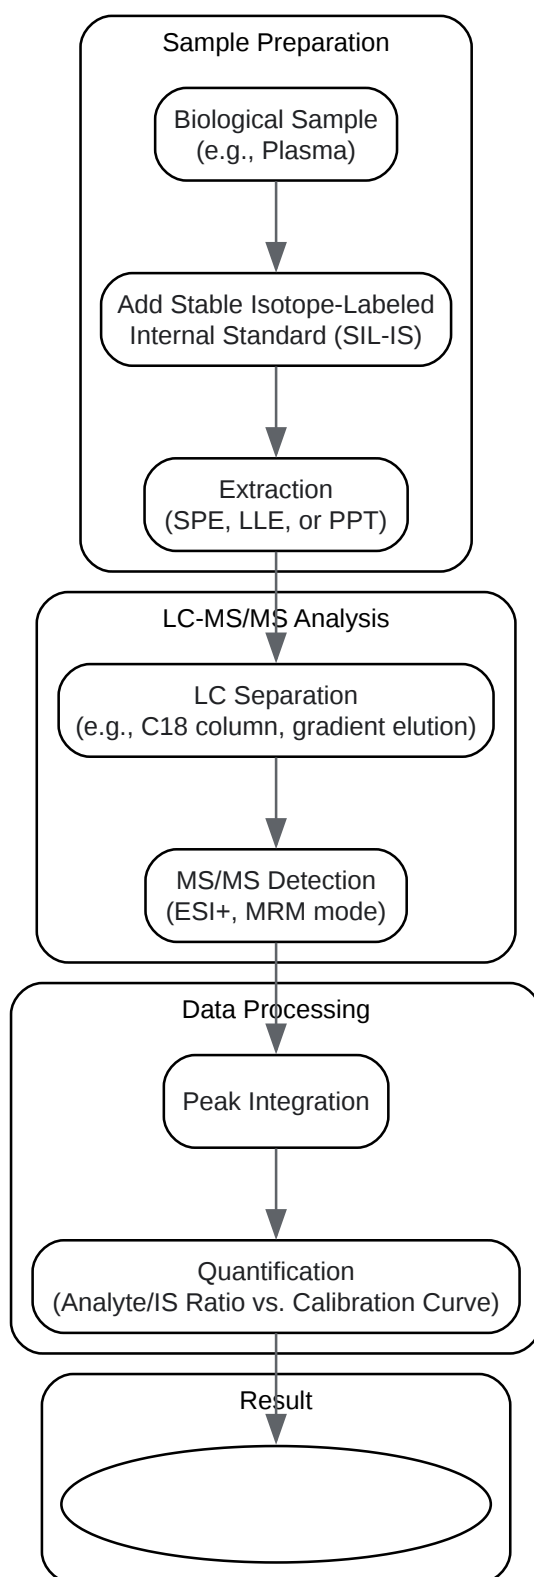 Sample Preparation
Biological Sample
(e.g., Plasma)
Add Stable Isotope-Labeled
Internal Standard (SIL-IS)
Extraction
(SPE, LLE, or PPT)
LC-MS/MS Analysis
LC Separation
(e.g., C18 column, gradient elution)
MS/MS Detection
(ESI+, MRM mode)
Data Processing
Peak Integration
Quantification
(Analyte/IS Ratio vs. Calibration Curve)
Result